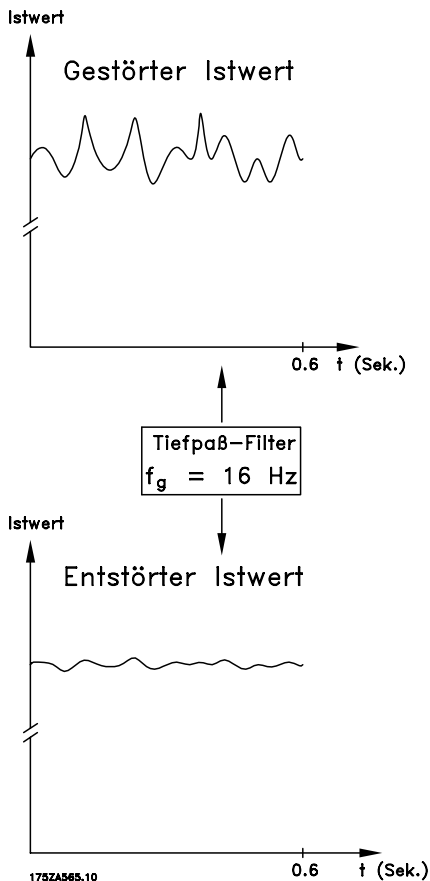 Istwert
Gestörter Istwert
0.6 t (Sek.)
Tiefpaß-Filter
fg = 16 Hz
Istwert
Entstörter Istwert
0.6 t (Sek.)
175ZA565.10